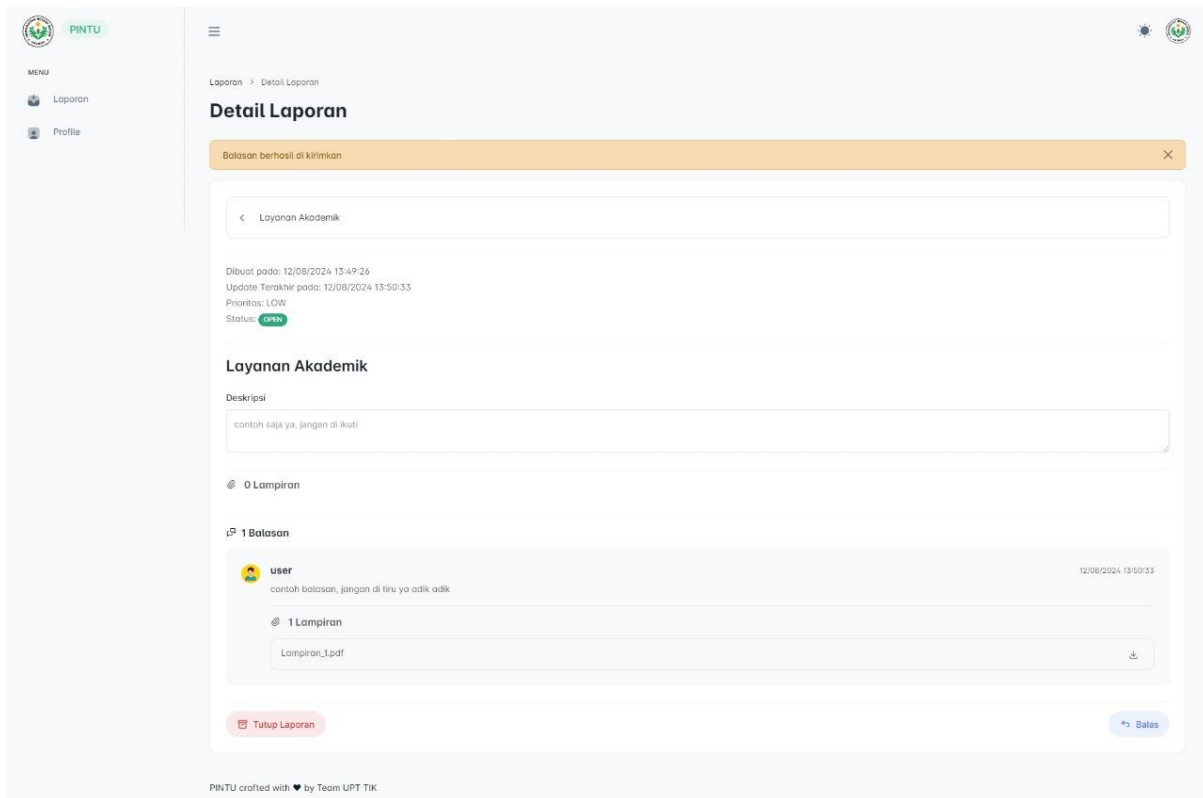 PINTU
MENU
Laporan
Profile
Laporan > Detail Laporan
Detail Laporan
Balasan berhasil di kirimkan
Layanan Akademik
Dibuat pada: 12/08/2024 13:49:26
Update Terakhir pada: 12/08/2024 13:50:33
Prioritas: LOW
Status: OPEN
Layanan Akademik
Deskripsi
contoh saja ya, jangan di ikuti
0 Lampiran
1 Balasan
user 12/08/2024 13:50:33
contoh balasan, jangan di tiru ya adik adik
1 Lampiran
Lampiran_1.pdf
Tutup Laporan Balas
PINTU crafted with ♥ by Team UPT TIK